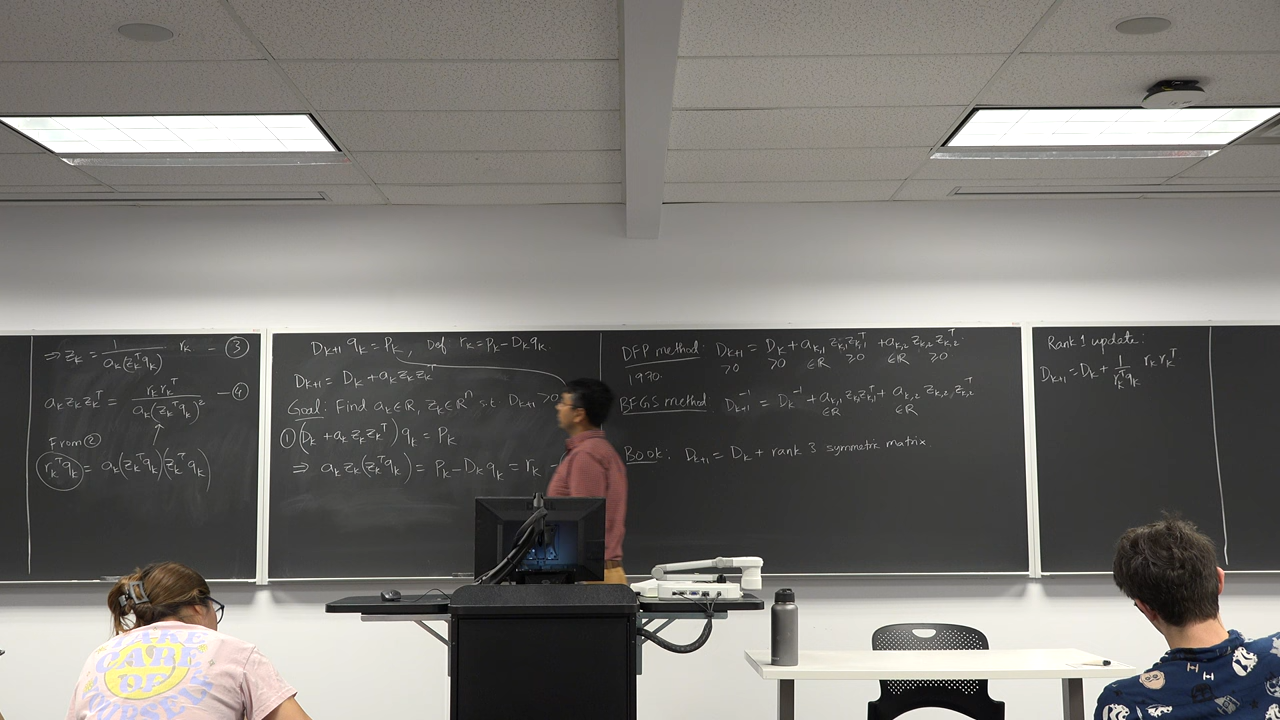 ⇒ z_k = 1/(a_k(z_k^T q_k)) r_k — ③
a_k z_k z_k^T = r_k r_k^T/(a_k(z_k^T q_k)^2) — ④
From ②
r_k^T q_k = a_k(z_k^T q_k)(z_k^T q_k)
D_{k+1} q_k = p_k, Def r_k = p_k - D_k q_k.
D_{k+1} = D_k + a_k z_k z_k^T
Goal: Find a_k ∈ R, z_k ∈ R^n s.t D_{k+1} >0
① (D_k + a_k z_k z_k^T) q_k = p_k
⇒ a_k z_k (z_k^T q_k) = p_k - D_k q_k = r_k -
DFP method: D_{k+1} = D_k + a_{k,1} z_{k,1} z_{k,1}^T + a_{k,2} z_{k,2} z_{k,2}^T
>0 >0 ∈R ≥0 ∈R ≥0
1970.
BFGS method: D_{k+1}^{-1} = D_k^{-1} + a_{k,1} z_{k,1} z_{k,1}^T + a_{k,2} z_{k,2} z_{k,2}^T
∈R ∈R
Book: D_{k+1} = D_k + rank 3 symmetric matrix.
Rank 1 update:
D_{k+1} = D_k + 1/(r_k^T q_k) r_k r_k^T
TAKE
CARE
OF